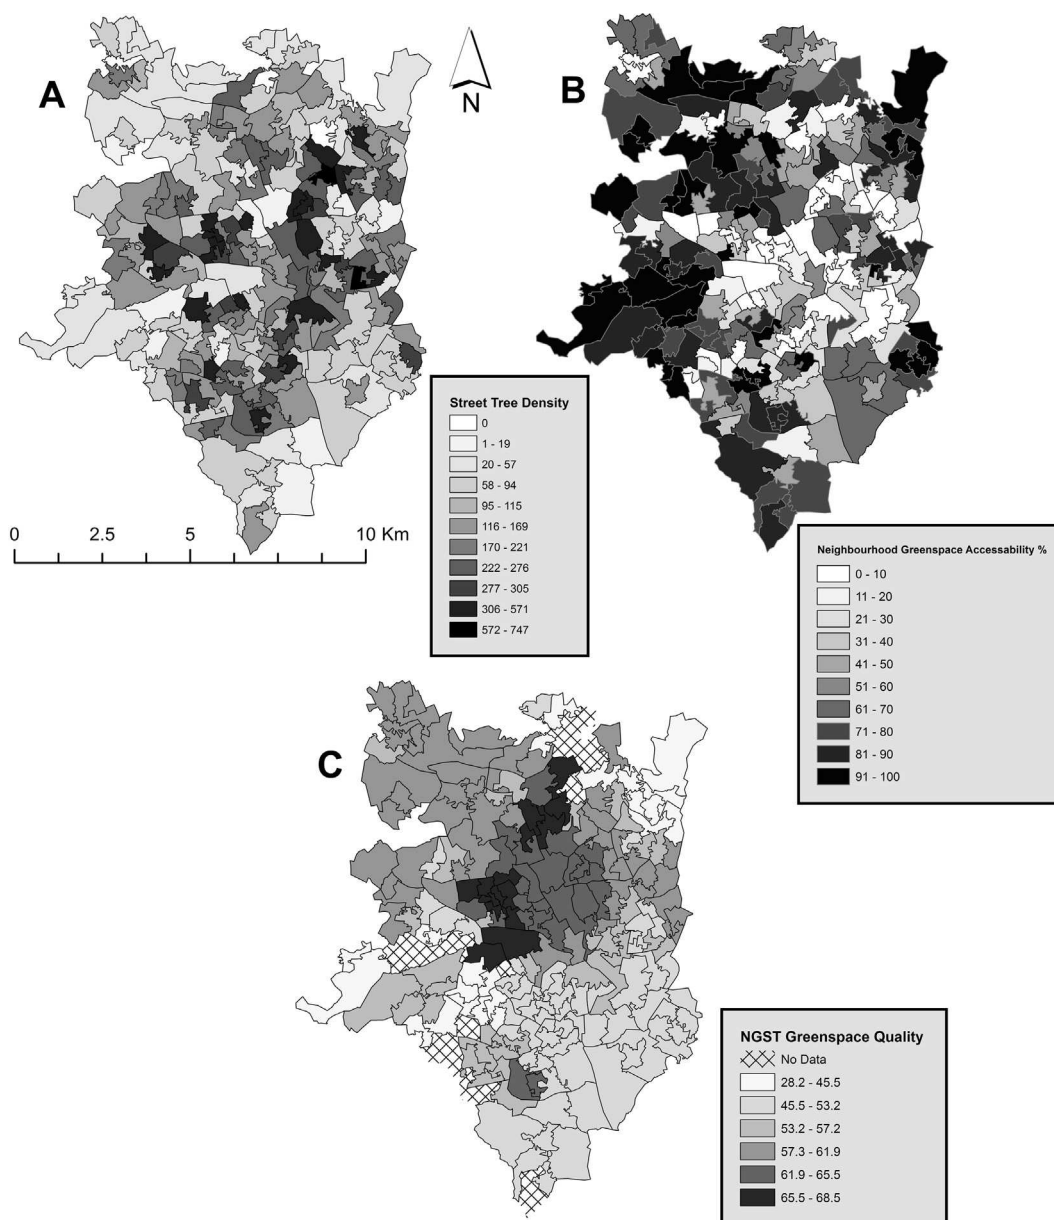 A
N
B
Street Tree Density
0
1 - 19
20 - 57
58 - 94
95 - 115
116 - 169
170 - 221
222 - 276
277 - 305
306 - 571
572 - 747
0 2.5 5 10 Km
Neighbourhood Greenspace Accessability %
0 - 10
11 - 20
21 - 30
31 - 40
41 - 50
51 - 60
61 - 70
71 - 80
81 - 90
91 - 100
C
NGST Greenspace Quality
No Data
28.2 - 45.5
45.5 - 53.2
53.2 - 57.2
57.3 - 61.9
61.9 - 65.5
65.5 - 68.5